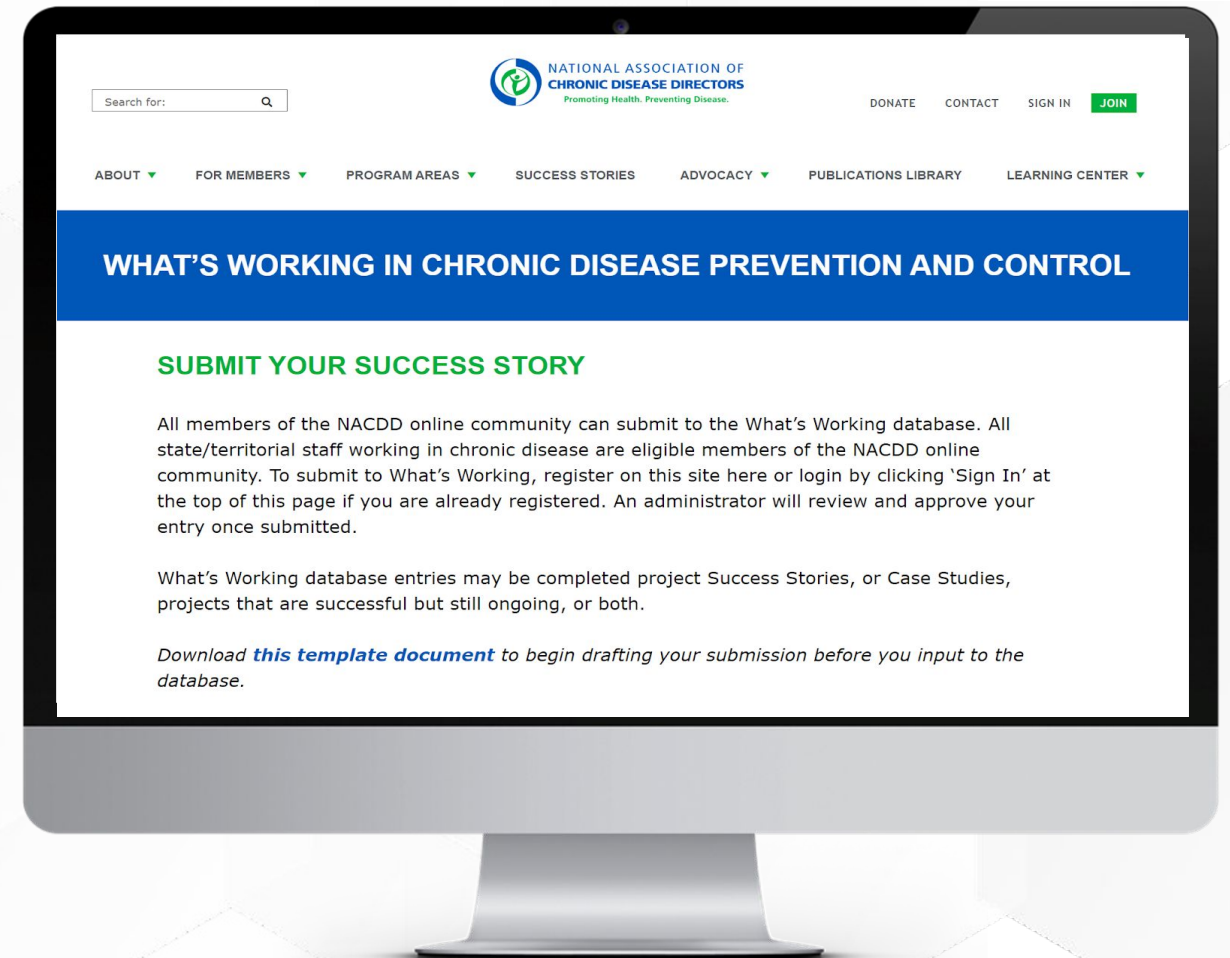 Search for:
NATIONAL ASSOCIATION OF
CHRONIC DISEASE DIRECTORS
Promoting Health. Preventing Disease.
DONATE CONTACT SIGN IN JOIN
ABOUT FOR MEMBERS PROGRAM AREAS SUCCESS STORIES ADVOCACY PUBLICATIONS LIBRARY LEARNING CENTER
WHAT'S WORKING IN CHRONIC DISEASE PREVENTION AND CONTROL
SUBMIT YOUR SUCCESS STORY
All members of the NACDD online community can submit to the What's Working database. All
state/territorial staff working in chronic disease are eligible members of the NACDD online
community. To submit to What's Working, register on this site here or login by clicking ‘Sign In’ at
the top of this page if you are already registered. An administrator will review and approve your
entry once submitted.
What's Working database entries may be completed project Success Stories, or Case Studies,
projects that are successful but still ongoing, or both.
Download this template document to begin drafting your submission before you input to the
database.